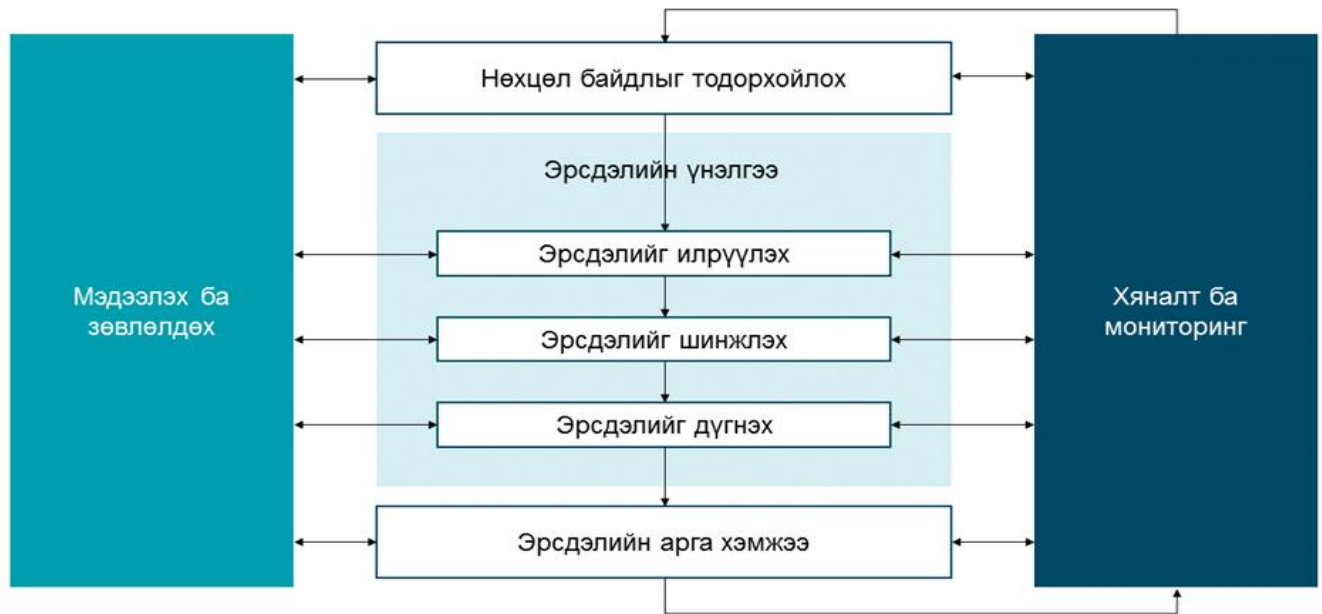 Нөхцөл байдлыг тодорхойлох
Эрсдэлийн үнэлгээ
Эрсдэлийг илрүүлэх
Мэдээлэх ба
зөвлөлдөх
Эрсдэлийг шинжлэх
Хяналт ба
мониторинг
Эрсдэлийг дүгнэх
Эрсдэлийн арга хэмжээ